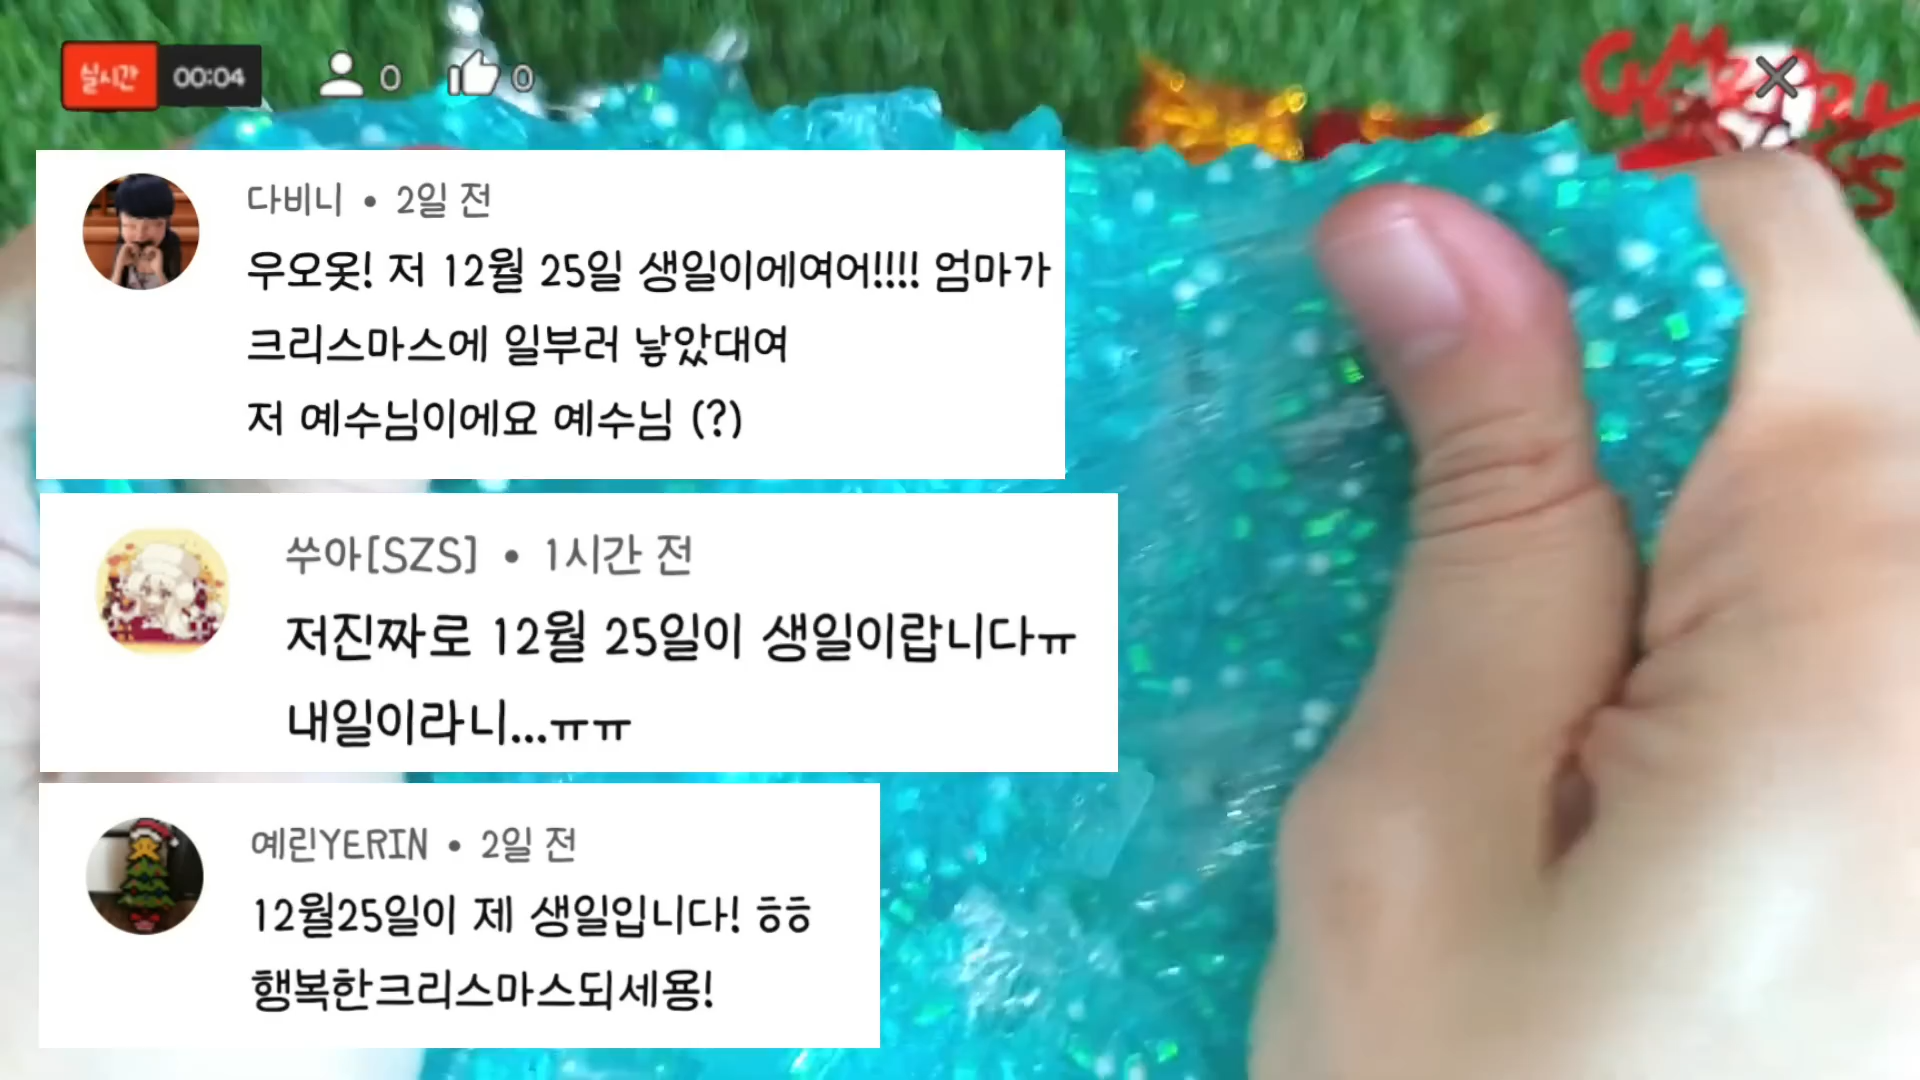 실시간 00:04 0 0
다비니 • 2일 전
우오옷! 저 12월 25일 생일이에여어!!!! 엄마가
크리스마스에 일부러 낳았대여
저 예수님이에요 예수님 (?)
쑤아[SZS] • 1시간 전
저진짜로 12월 25일이 생일이랍니다ㅠ
내일이라니...ㅠㅠ
예린YERIN • 2일 전
12월25일이 제 생일입니다! ㅎㅎ
행복한크리스마스되세용!